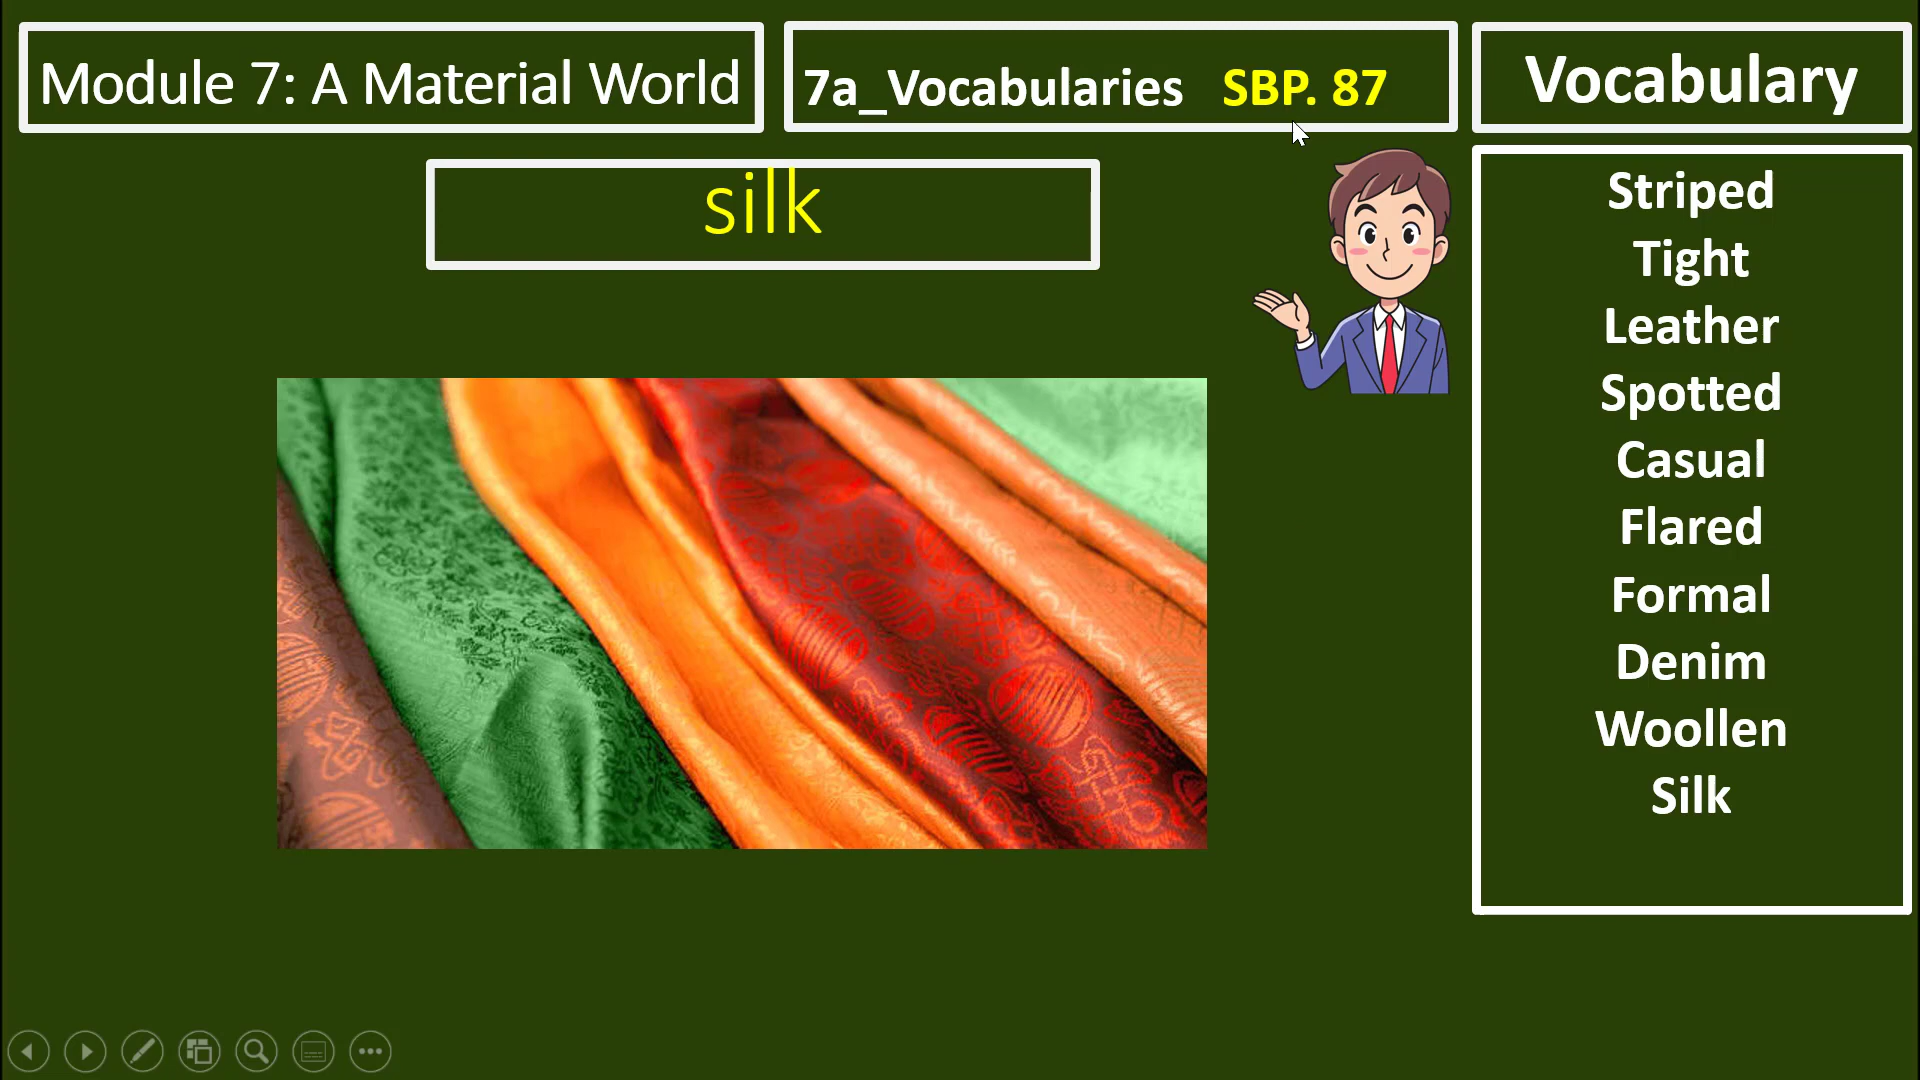 Module 7: A Material World
7a_Vocabularies SBP. 87
Vocabulary
silk
Striped
Tight
Leather
Spotted
Casual
Flared
Formal
Denim
Woollen
Silk